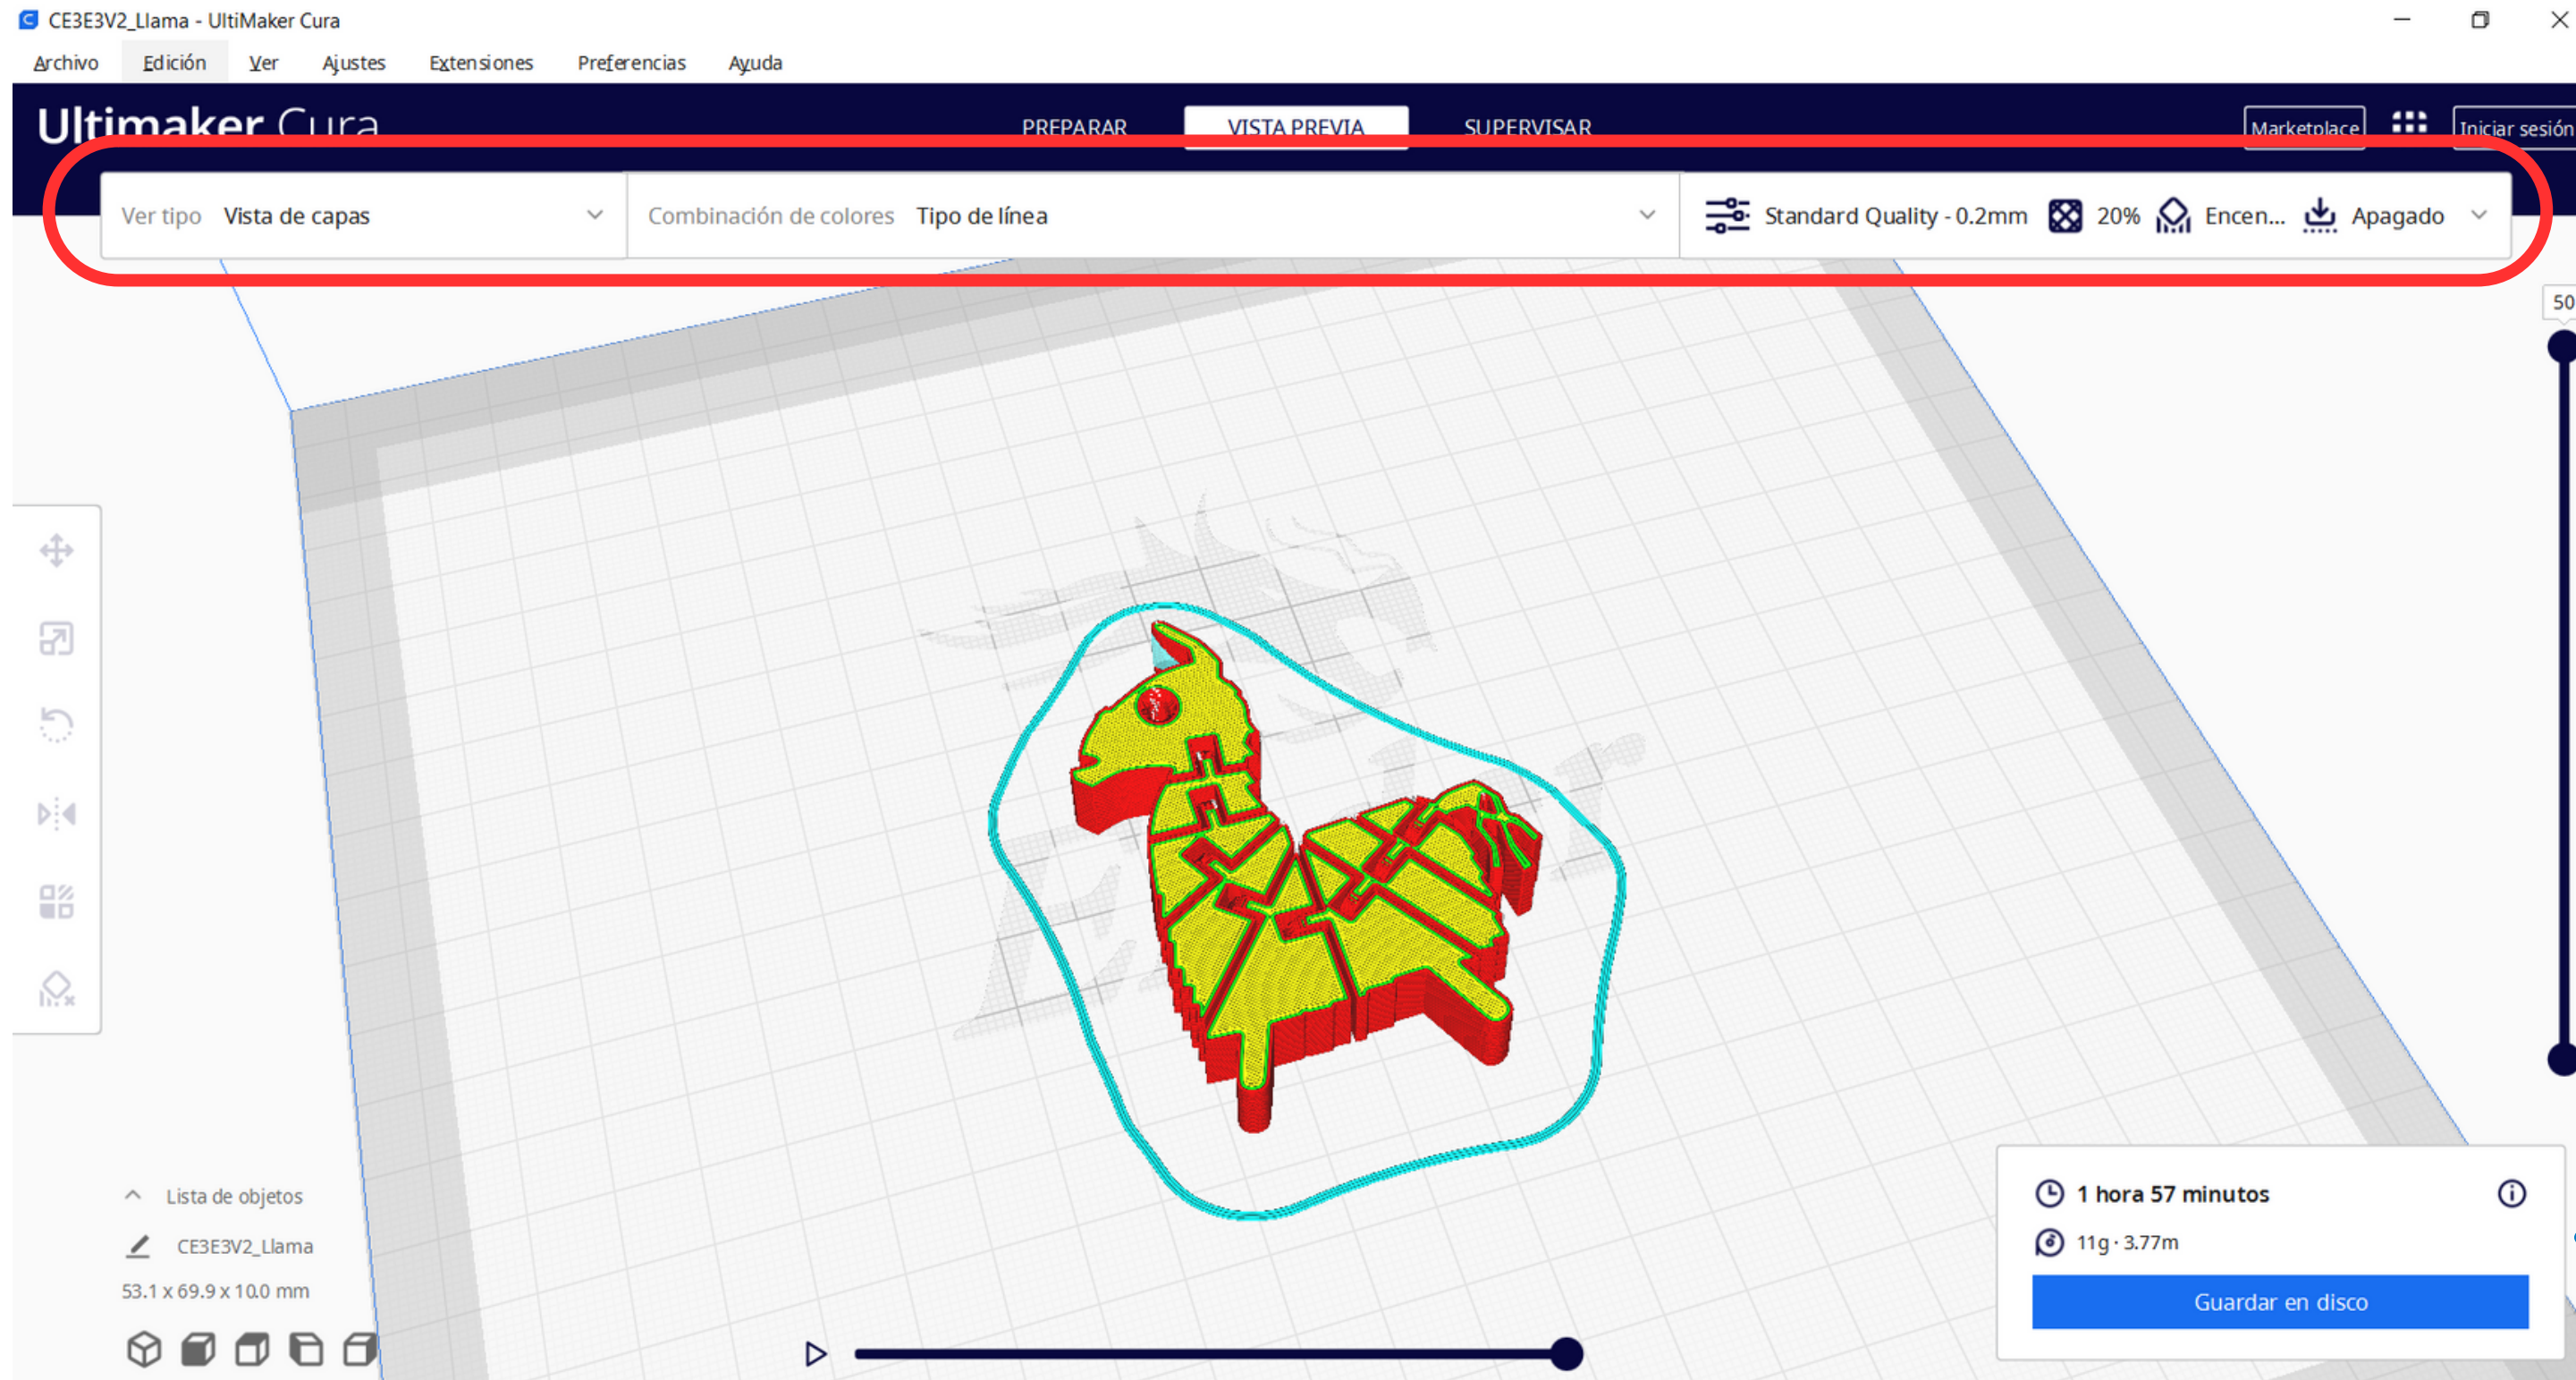 CE3E3V2_Llama - UltiMaker Cura
Archivo Edición Ver Ajustes Extensiones Preferencias Ayuda
Ultimaker Cura PREPARAR VISTA PREVIA SUPERVISAR Marketplace Iniciar sesión
Ver tipo Vista de capas Combinación de colores Tipo de línea Standard Quality - 0.2mm 20% Encen... Apagado
50
Lista de objetos
CE3E3V2_Llama
53.1 x 69.9 x 10.0 mm
1 hora 57 minutos
11g · 3.77m
Guardar en disco